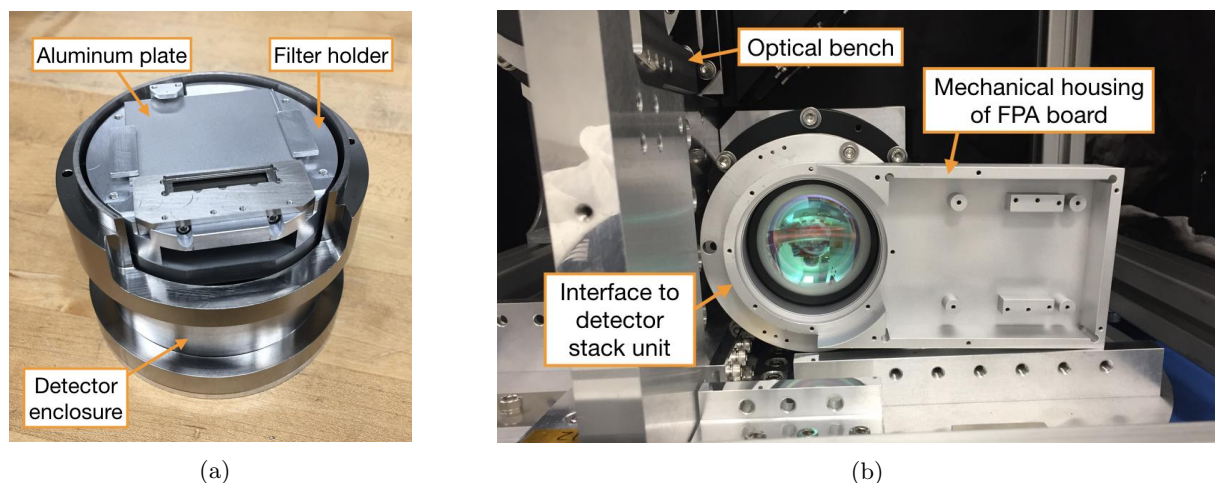 Aluminum plate
Filter holder
Detector
enclosure
(a)
Optical bench
Mechanical housing
of FPA board
Interface to
detector
stack unit
(b)